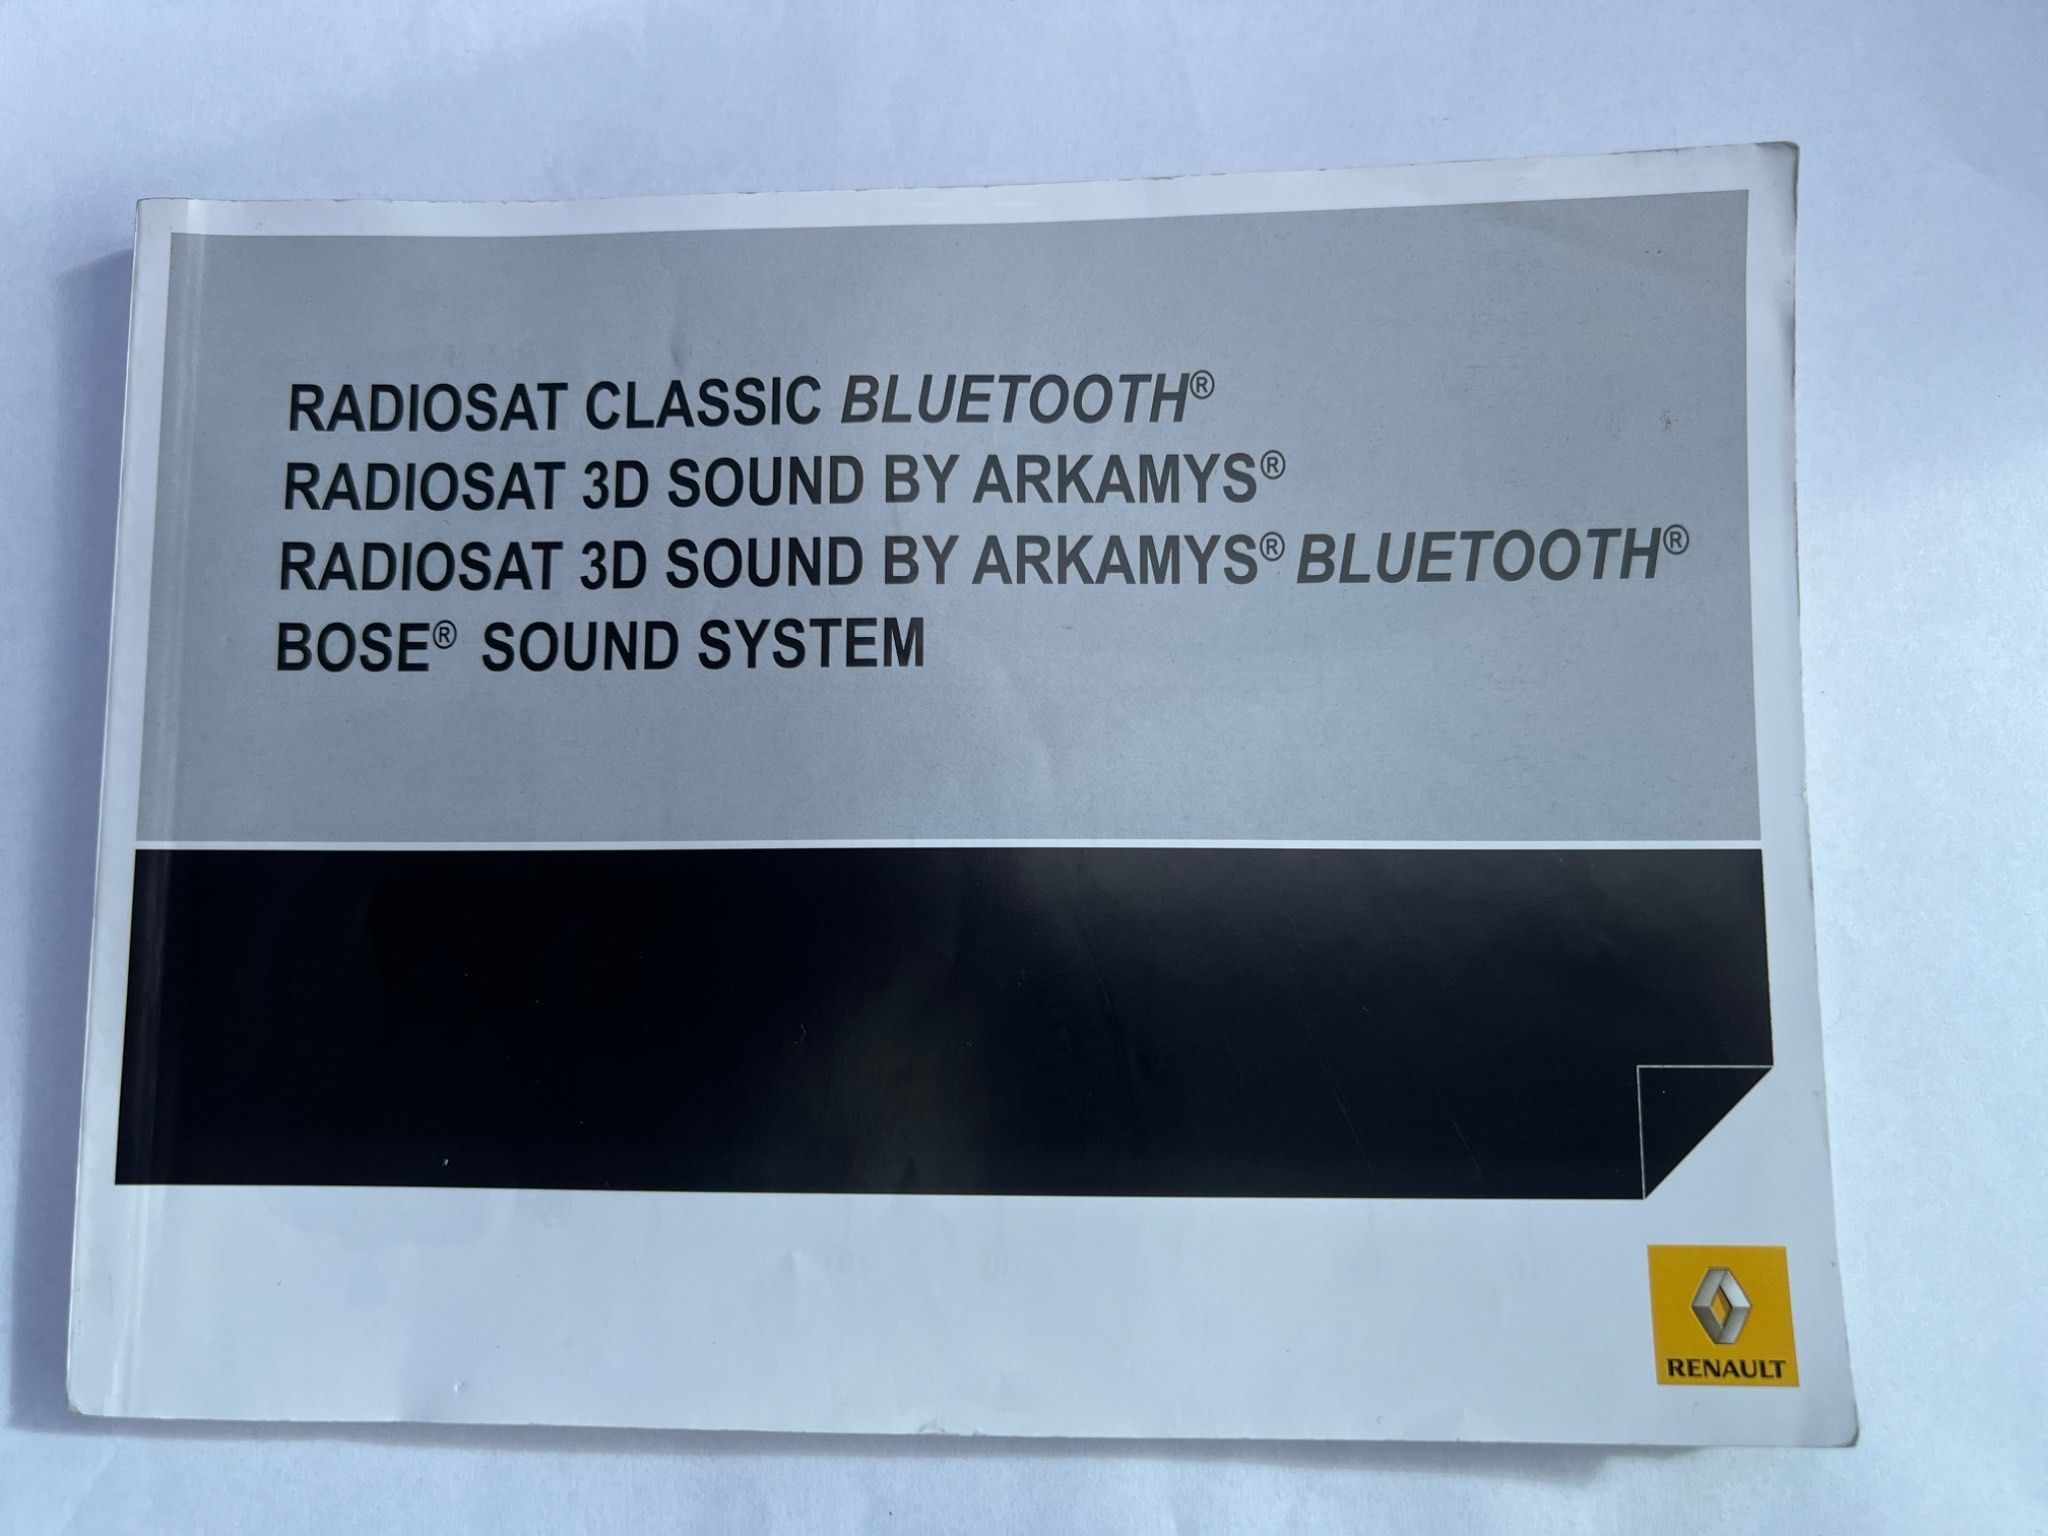 RADIOSAT CLASSIC BLUETOOTH®
RADIOSAT 3D SOUND BY ARKAMYS®
RADIOSAT 3D SOUND BY ARKAMYS® BLUETOOTH®
BOSE® SOUND SYSTEM
RENAULT